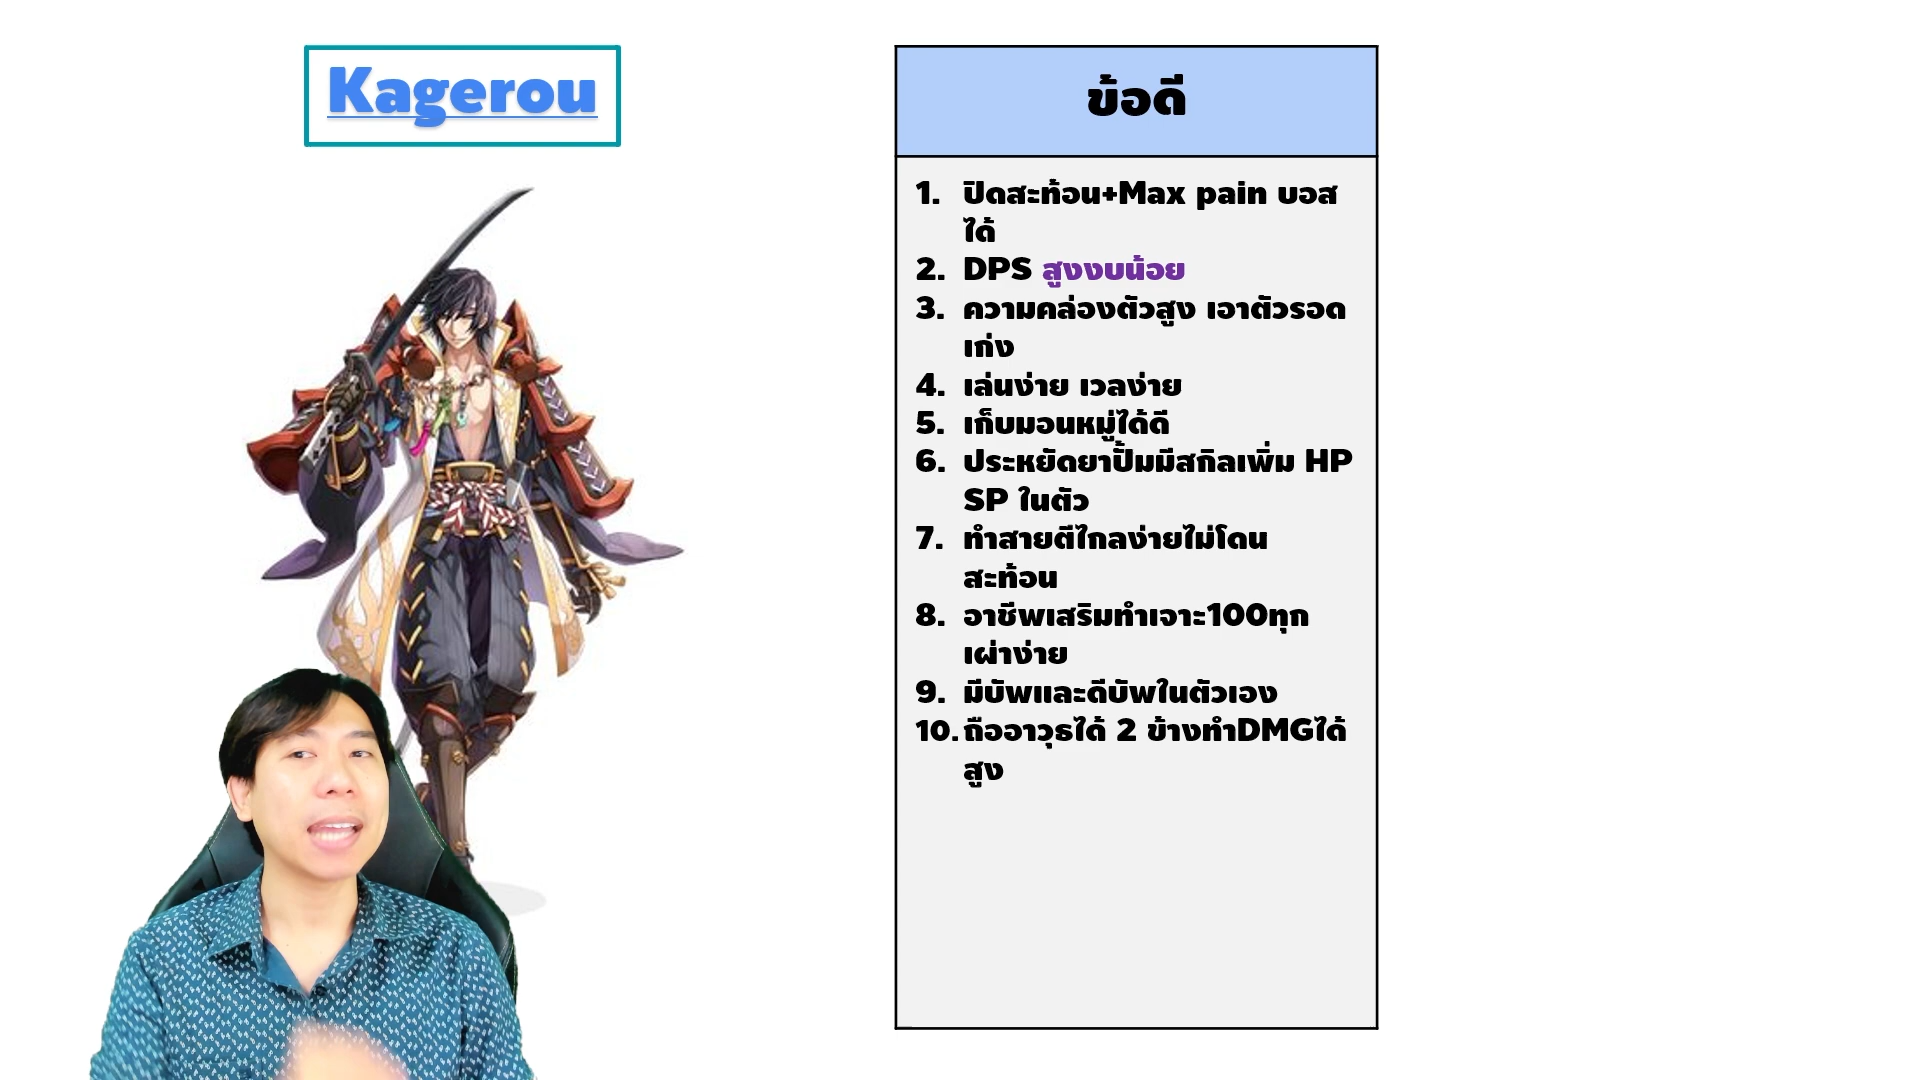 Kagerou
ข้อดี
1. ปิดสะท้อน+Max pain บอส
ได้
2. DPS สูงงบน้อย
3. ความคล่องตัวสูง เอาตัวรอด
เก่ง
4. เล่นง่าย เวลง่าย
5. เก็บมอนหมู่ได้ดี
6. ประหยัดยาปั้มมีสกิลเพิ่ม HP
SP ในตัว
7. ทำสายตีไกลง่ายไม่โดน
สะท้อน
8. อาชีพเสริมทำเจาะ100ทุก
เผ่าง่าย
9. มีบัพและดีบัพในตัวเอง
10. ถืออาวุธได้ 2 ข้างทำDMGได้
สูง